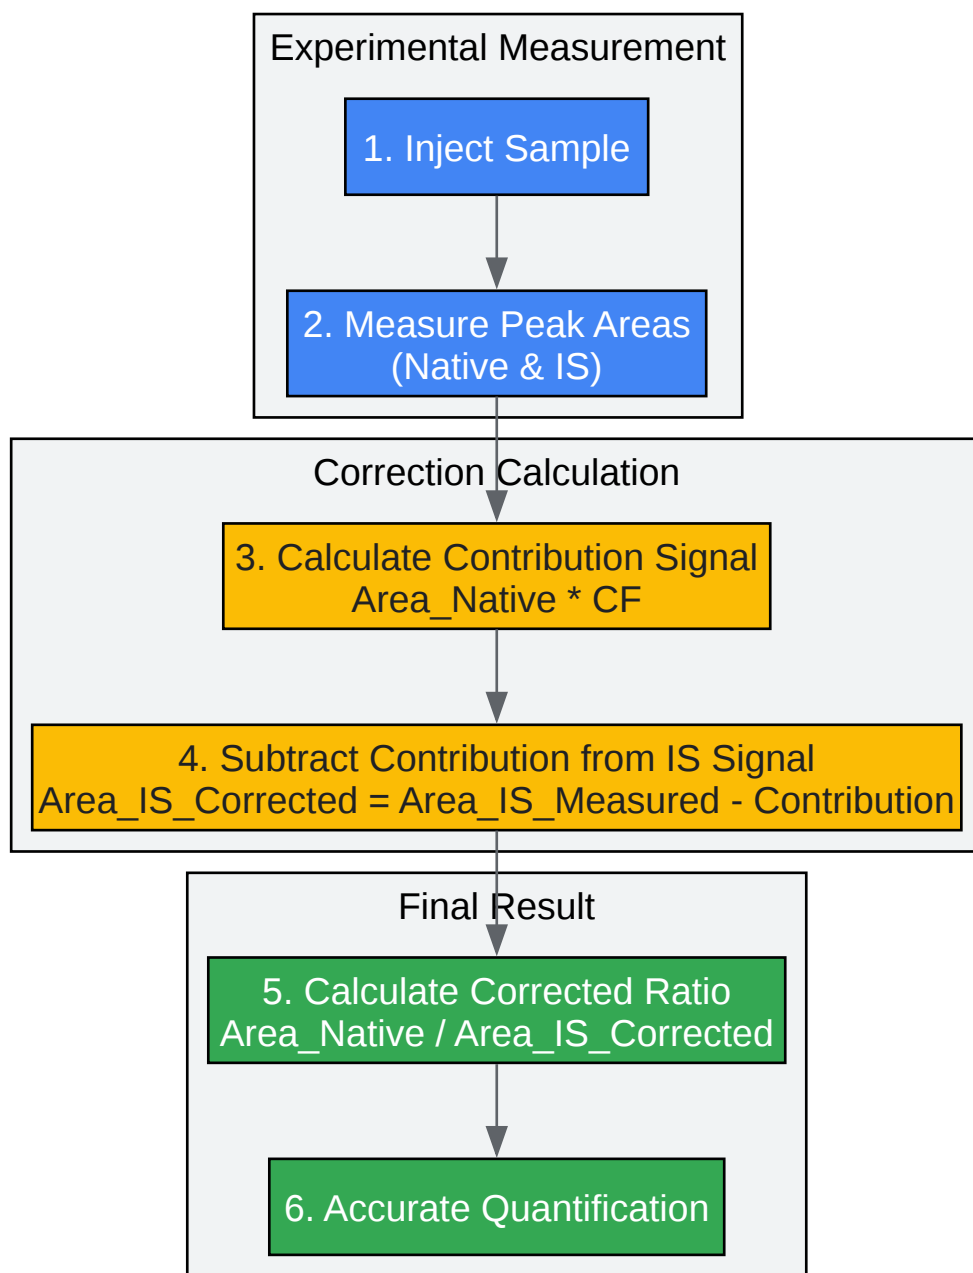 Experimental Measurement
1. Inject Sample
2. Measure Peak Areas
(Native & IS)
Correction Calculation
3. Calculate Contribution Signal
Area_Native * CF
4. Subtract Contribution from IS Signal
Area_IS_Corrected = Area_IS_Measured - Contribution
Final Result
5. Calculate Corrected Ratio
Area_Native / Area_IS_Corrected
6. Accurate Quantification